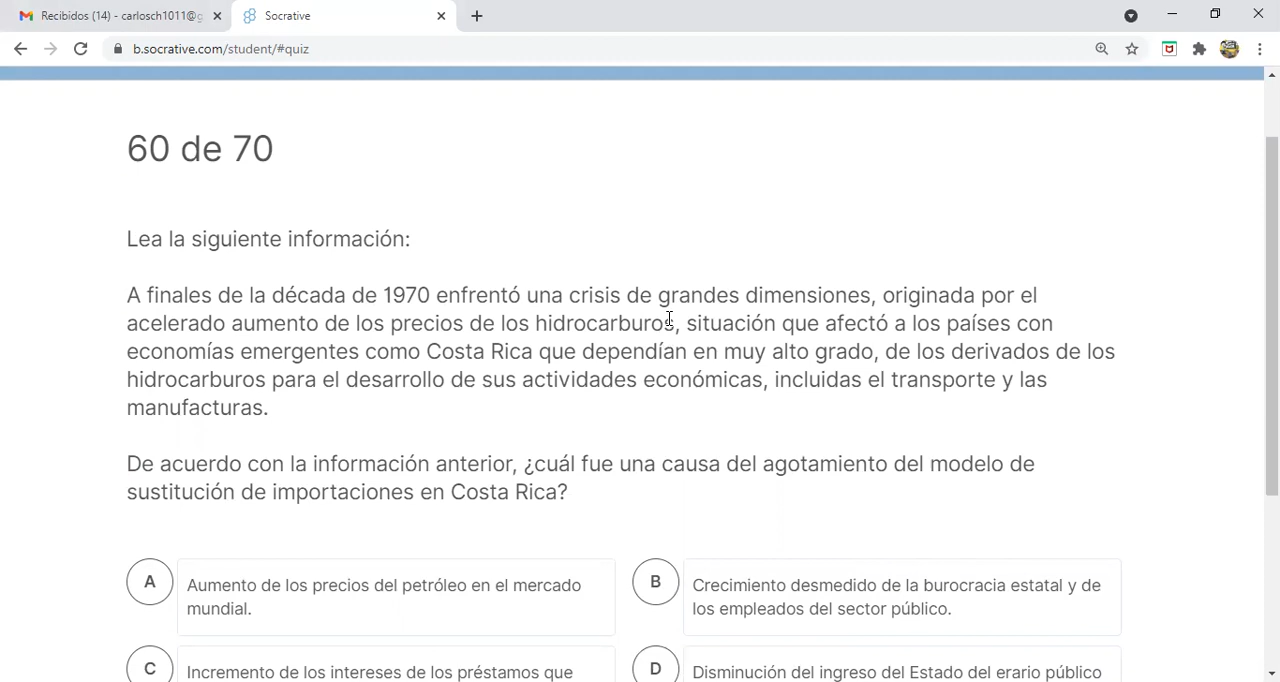 Recibidos (14) - carlosch1011@g
Socrative
b.socrative.com/student/#quiz
60 de 70
Lea la siguiente información:
A finales de la década de 1970 enfrentó una crisis de grandes dimensiones, originada por el
acelerado aumento de los precios de los hidrocarburos, situación que afectó a los países con
economías emergentes como Costa Rica que dependían en muy alto grado, de los derivados de los
hidrocarburos para el desarrollo de sus actividades económicas, incluidas el transporte y las
manufacturas.
De acuerdo con la información anterior, ¿cuál fue una causa del agotamiento del modelo de
sustitución de importaciones en Costa Rica?
A
Aumento de los precios del petróleo en el mercado
mundial.
B
Crecimiento desmedido de la burocracia estatal y de
los empleados del sector público.
C
Incremento de los intereses de los préstamos que
D
Disminución del ingreso del Estado del erario público